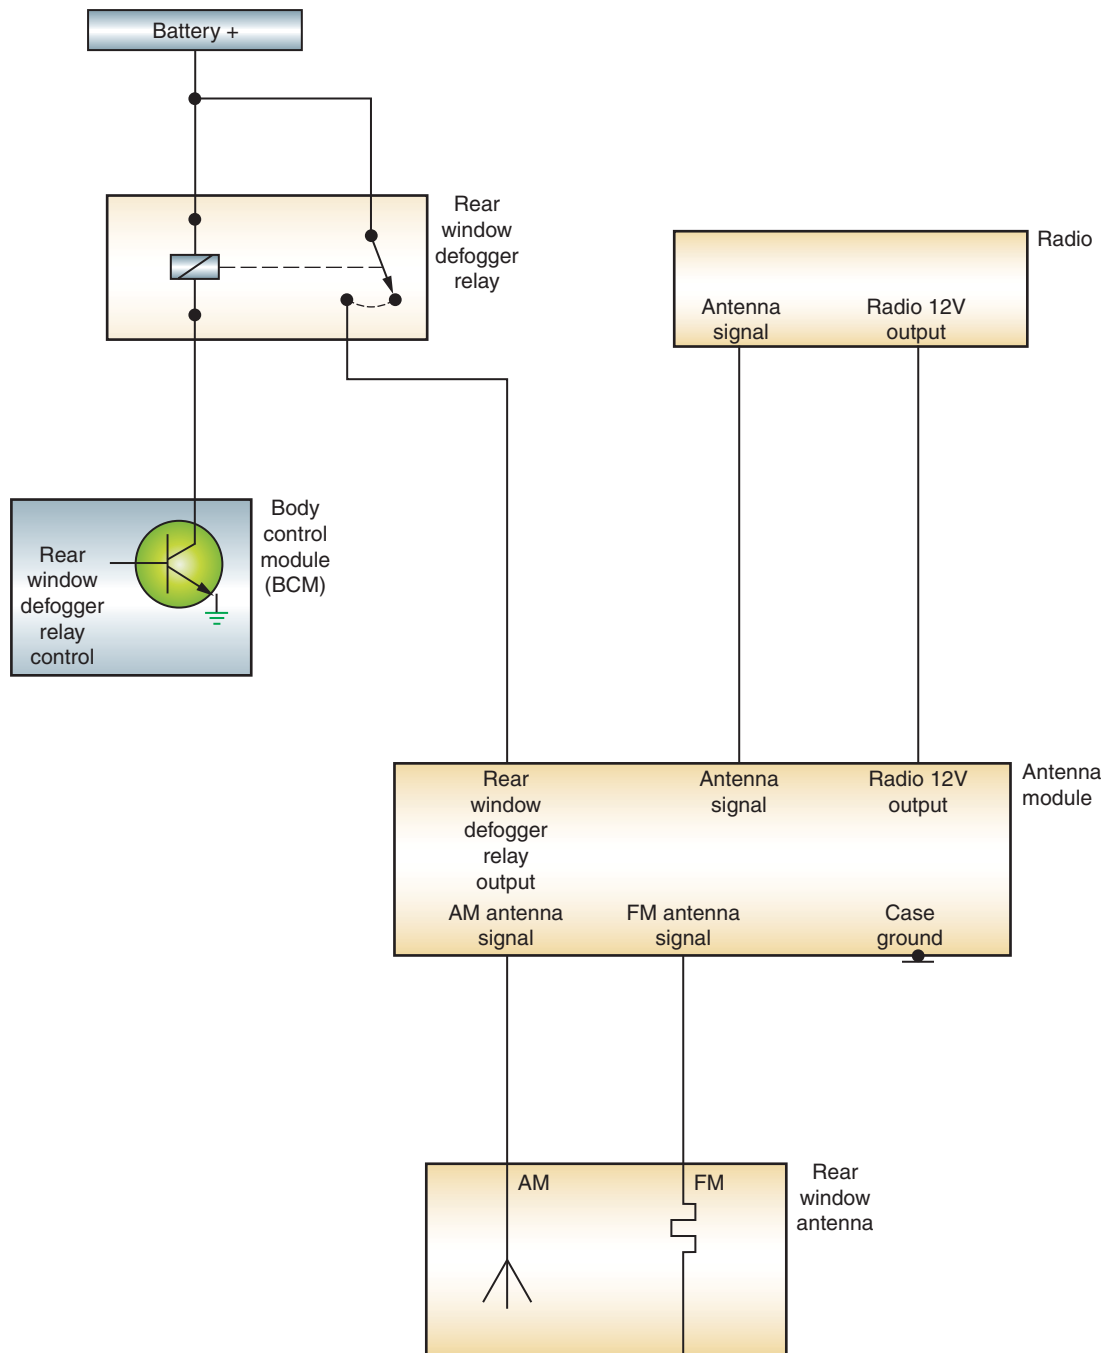 Battery +
Rear
window
defogger
relay
Radio
Antenna
signal
Radio 12V
output
Body
control
module
(BCM)
Rear
window
defogger
relay
control
Antenna
module
Rear
window
defogger
relay
output
Antenna
signal
Radio 12V
output
AM antenna
signal
FM antenna
signal
Case
ground
AM
FM
Rear
window
antenna